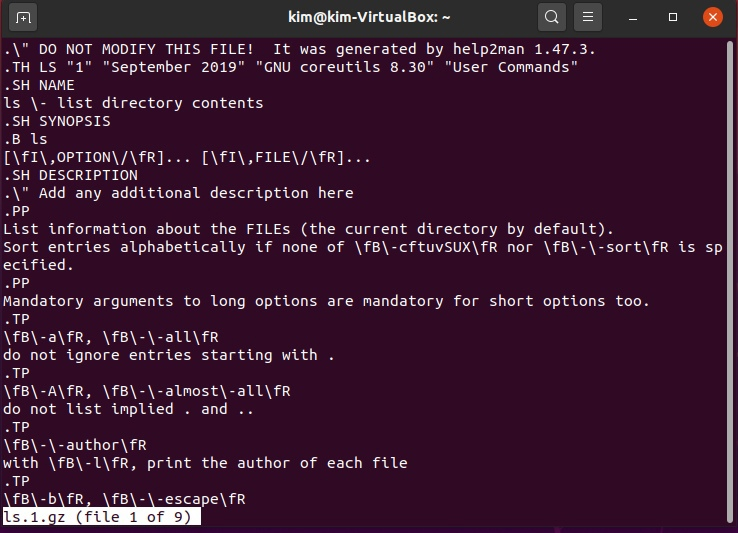 kim@kim-VirtualBox: ~
.\" DO NOT MODIFY THIS FILE!  It was generated by help2man 1.47.3.
.TH LS "1" "September 2019" "GNU coreutils 8.30" "User Commands"
.SH NAME
ls \- list directory contents
.SH SYNOPSIS
.B ls
[\fI\,OPTION\/\fR]... [\fI\,FILE\/\fR]...
.SH DESCRIPTION
.\" Add any additional description here
.PP
List information about the FILEs (the current directory by default).
Sort entries alphabetically if none of \fB\-cftuvSUX\fR nor \fB\-\-sort\fR is sp
ecified.
.PP
Mandatory arguments to long options are mandatory for short options too.
.TP
\fB\-a\fR, \fB\-\-all\fR
do not ignore entries starting with .
.TP
\fB\-A\fR, \fB\-\-almost\-all\fR
do not list implied . and ..
.TP
\fB\-\-author\fR
with \fB\-l\fR, print the author of each file
.TP
\fB\-b\fR, \fB\-\-escape\fR
ls.1.gz (file 1 of 9)